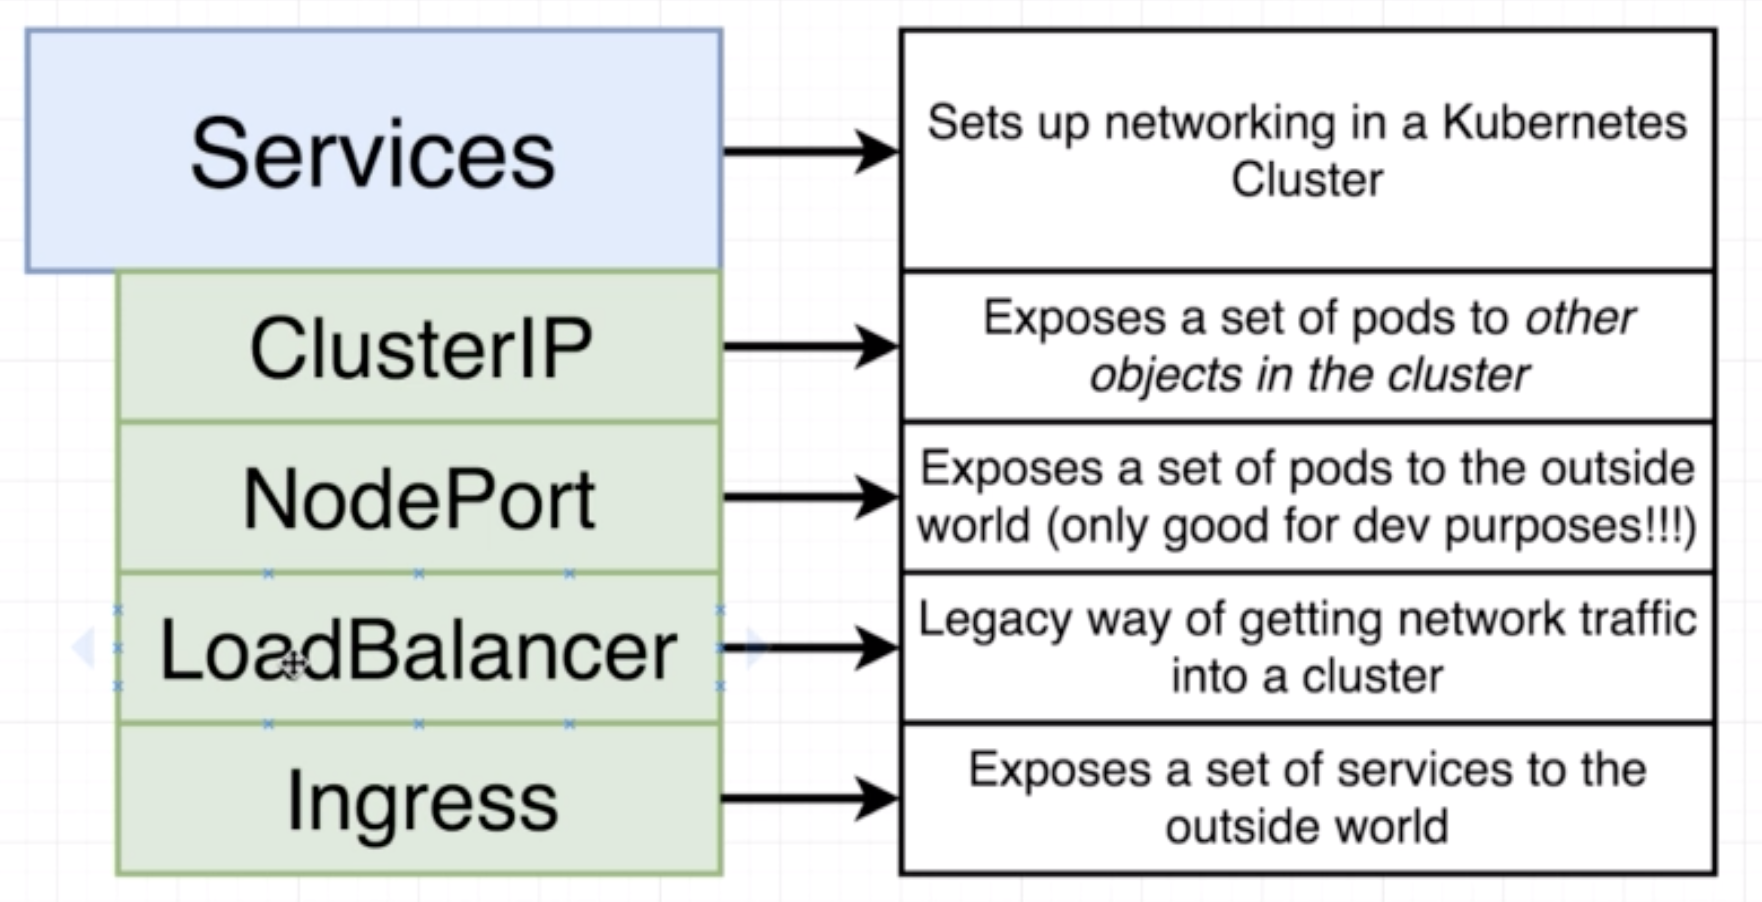 Services
Sets up networking in a Kubernetes
Cluster
ClusterIP
Exposes a set of pods to other
objects in the cluster
NodePort
Exposes a set of pods to the outside
world (only good for dev purposes!!!)
LoadBalancer
Legacy way of getting network traffic
into a cluster
Ingress
Exposes a set of services to the
outside world